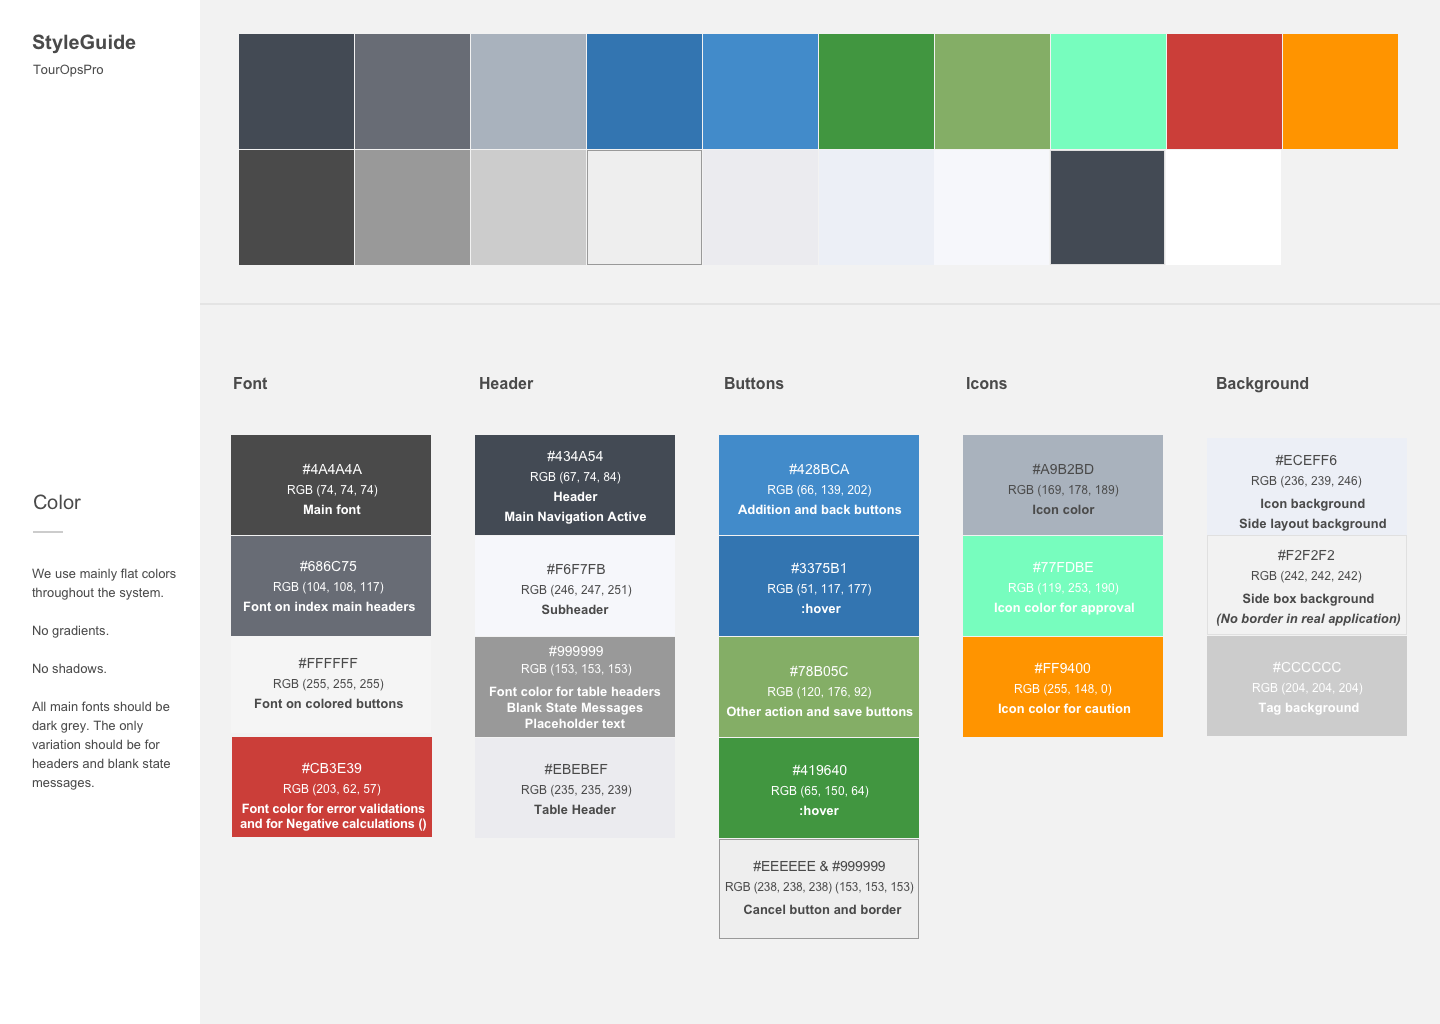 StyleGuide
TourOpsPro
Color
We use mainly flat colors
throughout the system.
No gradients.
No shadows.
All main fonts should be
dark grey. The only
variation should be for
headers and blank state
messages.
Font
#4A4A4A
RGB (74, 74, 74)
Main font
#686C75
RGB (104, 108, 117)
Font on index main headers
#FFFFFF
RGB (255, 255, 255)
Font on colored buttons
#CB3E39
RGB (203, 62, 57)
Font color for error validations
and for Negative calculations ()
Header
#434A54
RGB (67, 74, 84)
Header
Main Navigation Active
#F6F7FB
RGB (246, 247, 251)
Subheader
#999999
RGB (153, 153, 153)
Font color for table headers
Blank State Messages
Placeholder text
#EBEBEF
RGB (235, 235, 239)
Table Header
Buttons
#428BCA
RGB (66, 139, 202)
Addition and back buttons
#3375B1
RGB (51, 117, 177)
:hover
#78B05C
RGB (120, 176, 92)
Other action and save buttons
#419640
RGB (65, 150, 64)
:hover
#EEEEEE & #999999
RGB (238, 238, 238) (153, 153, 153)
Cancel button and border
Icons
#A9B2BD
RGB (169, 178, 189)
Icon color
#77FDBE
RGB (119, 253, 190)
Icon color for approval
#FF9400
RGB (255, 148, 0)
Icon color for caution
Background
#ECEFF6
RGB (236, 239, 246)
Icon background
Side layout background
#F2F2F2
RGB (242, 242, 242)
Side box background
(No border in real application)
#CCCCCC
RGB (204, 204, 204)
Tag background